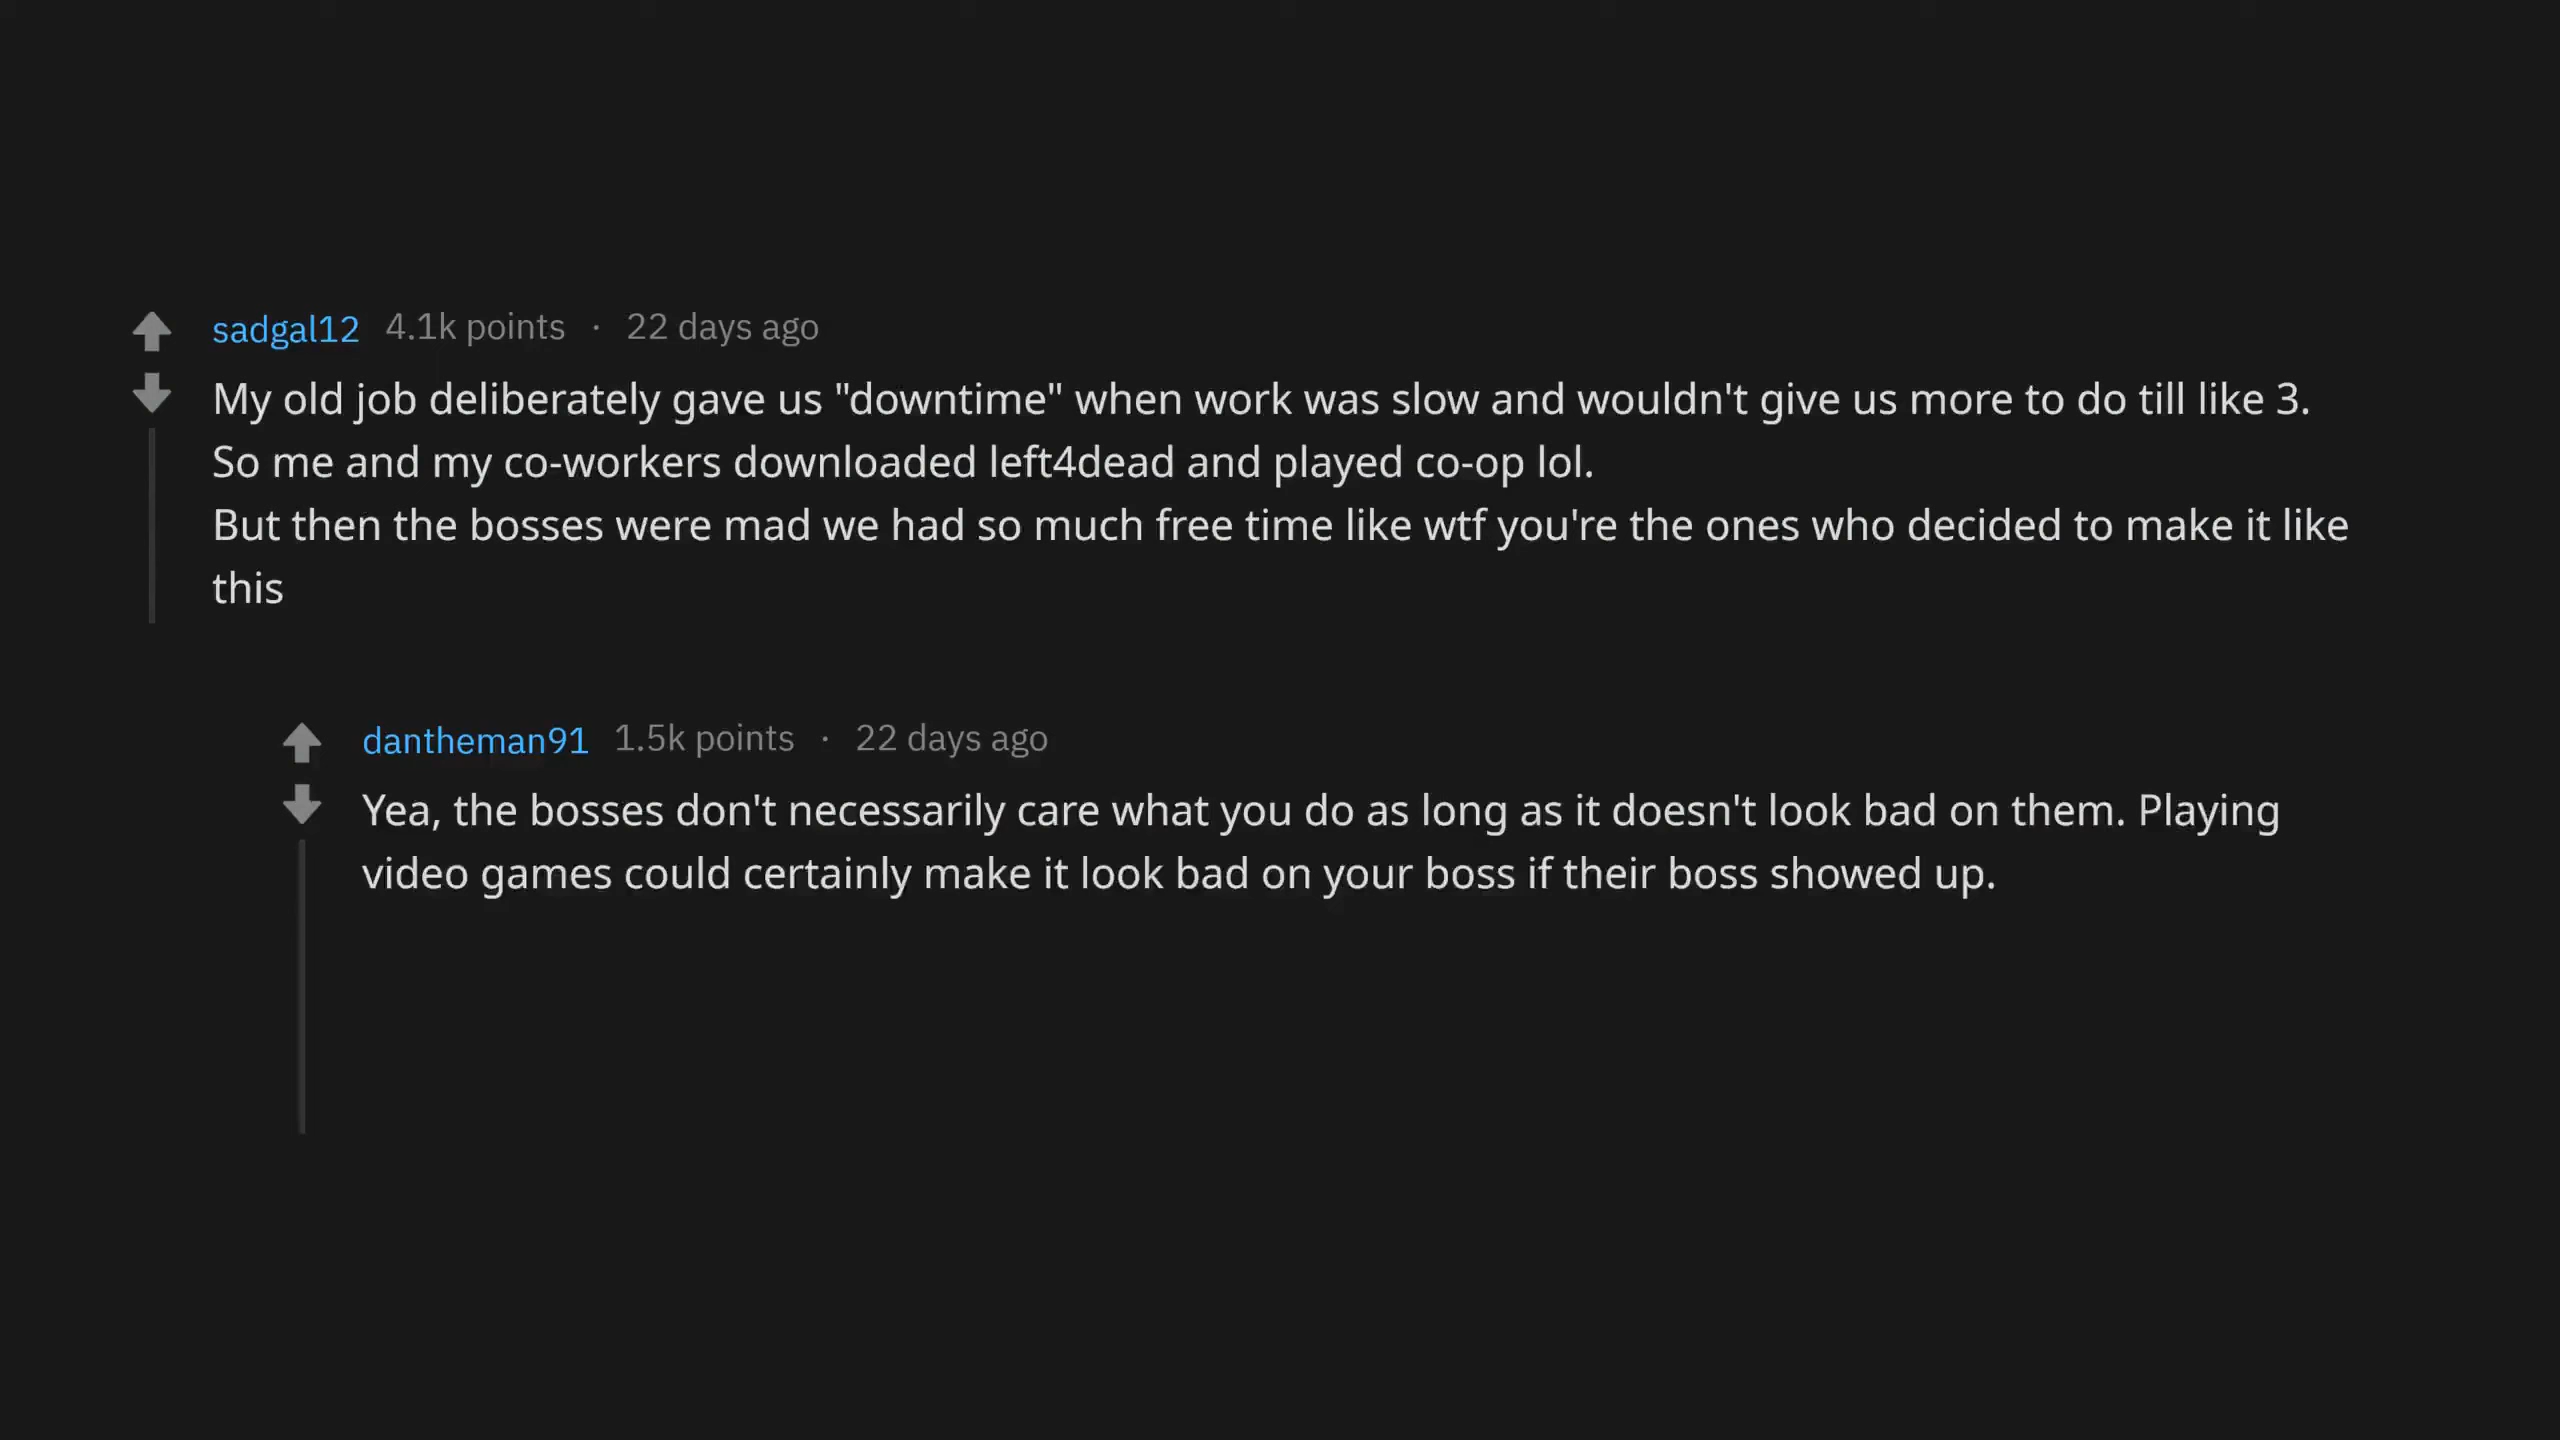 sadgal12 4.1k points · 22 days ago
My old job deliberately gave us "downtime" when work was slow and wouldn't give us more to do till like 3.
So me and my co-workers downloaded left4dead and played co-op lol.
But then the bosses were mad we had so much free time like wtf you're the ones who decided to make it like
this
dantheman91 1.5k points · 22 days ago
Yea, the bosses don't necessarily care what you do as long as it doesn't look bad on them. Playing
video games could certainly make it look bad on your boss if their boss showed up.